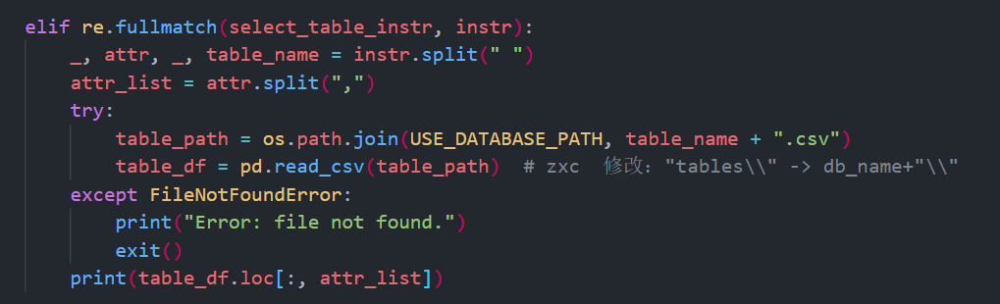 elif re.fullmatch(select_table_instr, instr):
_, attr, _, table_name = instr.split(" ")
attr_list = attr.split(",")
try:
table_path = os.path.join(USE_DATABASE_PATH, table_name + ".csv")
table_df = pd.read_csv(table_path)  # zxc  修改："tables\\" -> db_name+"\\"
except FileNotFoundError:
print("Error: file not found.")
exit()
print(table_df.loc[:, attr_list])